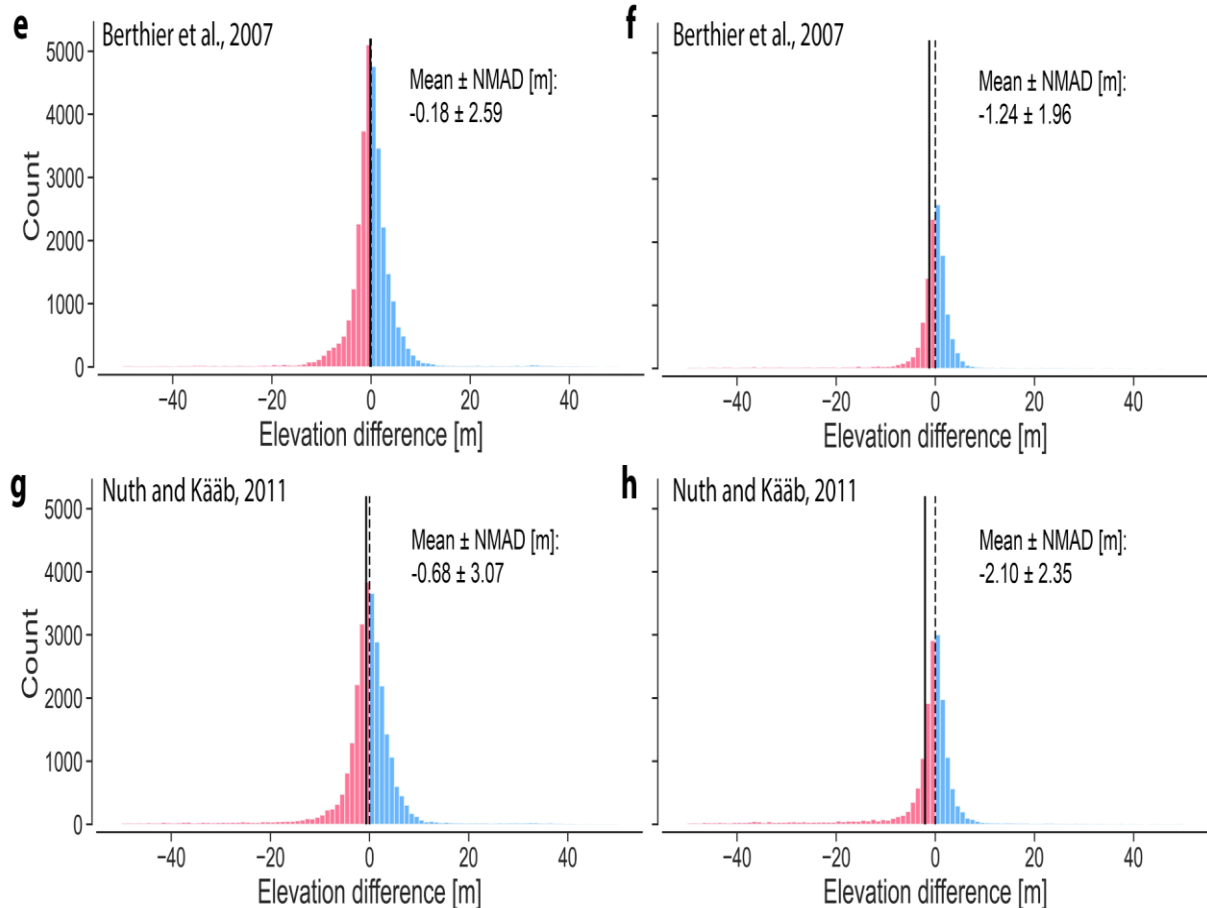 e
Berthier et al., 2007
Mean ± NMAD [m]:
-0.18 ± 2.59
Count
5000
4000
3000
2000
1000
0
−40 −20 0 20 40
Elevation difference [m]
f
Berthier et al., 2007
Mean ± NMAD [m]:
-1.24 ± 1.96
−40 −20 0 20 40
Elevation difference [m]
g
Nuth and Kääb, 2011
Mean ± NMAD [m]:
-0.68 ± 3.07
Count
5000
4000
3000
2000
1000
0
−40 −20 0 20 40
Elevation difference [m]
h
Nuth and Kääb, 2011
Mean ± NMAD [m]:
-2.10 ± 2.35
−40 −20 0 20 40
Elevation difference [m]